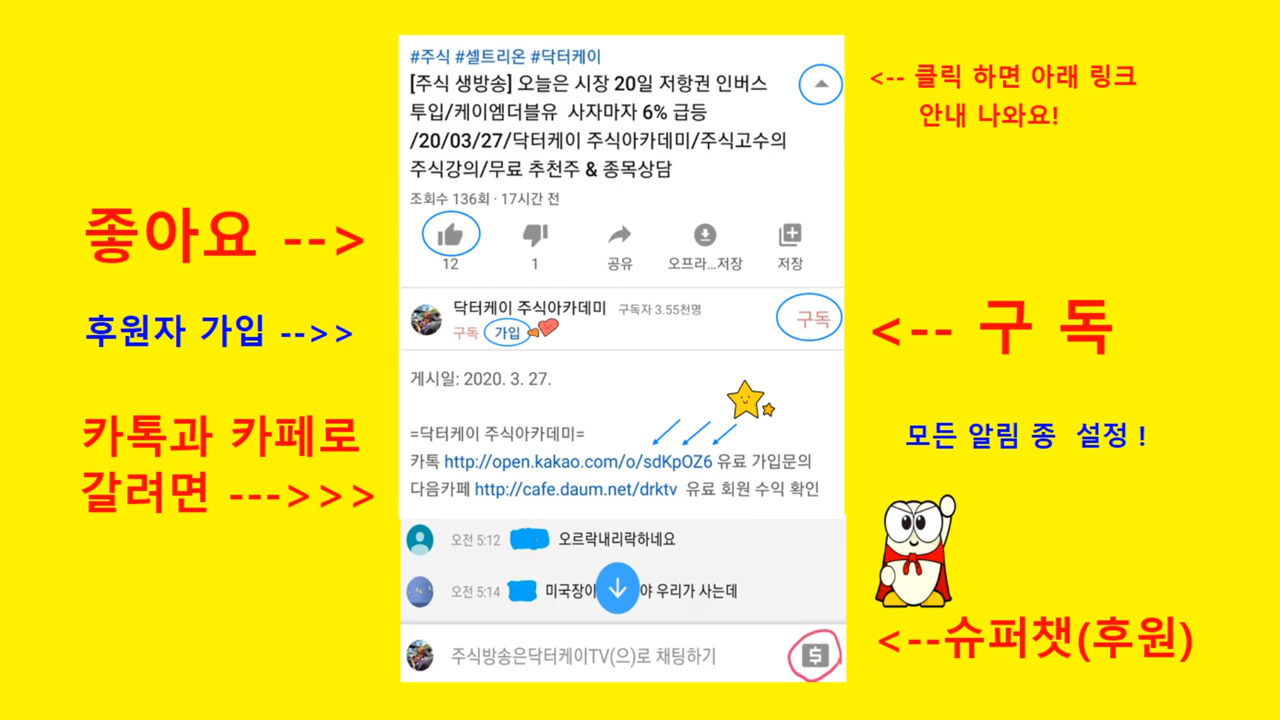 #주식 #셀트리온 #닥터케이
[주식 생방송] 오늘은 시장 20일 저항권 인버스
투입/케이엠더블유 사자마자 6% 급등
/20/03/27/닥터케이 주식아카데미/주식고수의
주식강의/무료 추천주 & 종목상담
조회수 136회 · 17시간 전
12
1
공유
오프라...저장
저장
닥터케이 주식아카데미 구독자 3.55천명
구독 가입
구독
게시일: 2020. 3. 27.
=닥터케이 주식아카데미=
카톡 http://open.kakao.com/o/sdKpOZ6 유료 가입문의
다음카페 http://cafe.daum.net/drktv 유료 회원 수익 확인
오전 5:12 오르락내리락하네요
오전 5:14 미국장이 야 우리가 사는데
주식방송은닥터케이TV(으)로 채팅하기
좋아요 -->
후원자 가입 -->>
카톡과 카페로
갈려면 --->>>
<-- 클릭 하면 아래 링크
안내 나와요!
<-- 구 독
모든 알림 종 설정 !
<--슈퍼챗(후원)